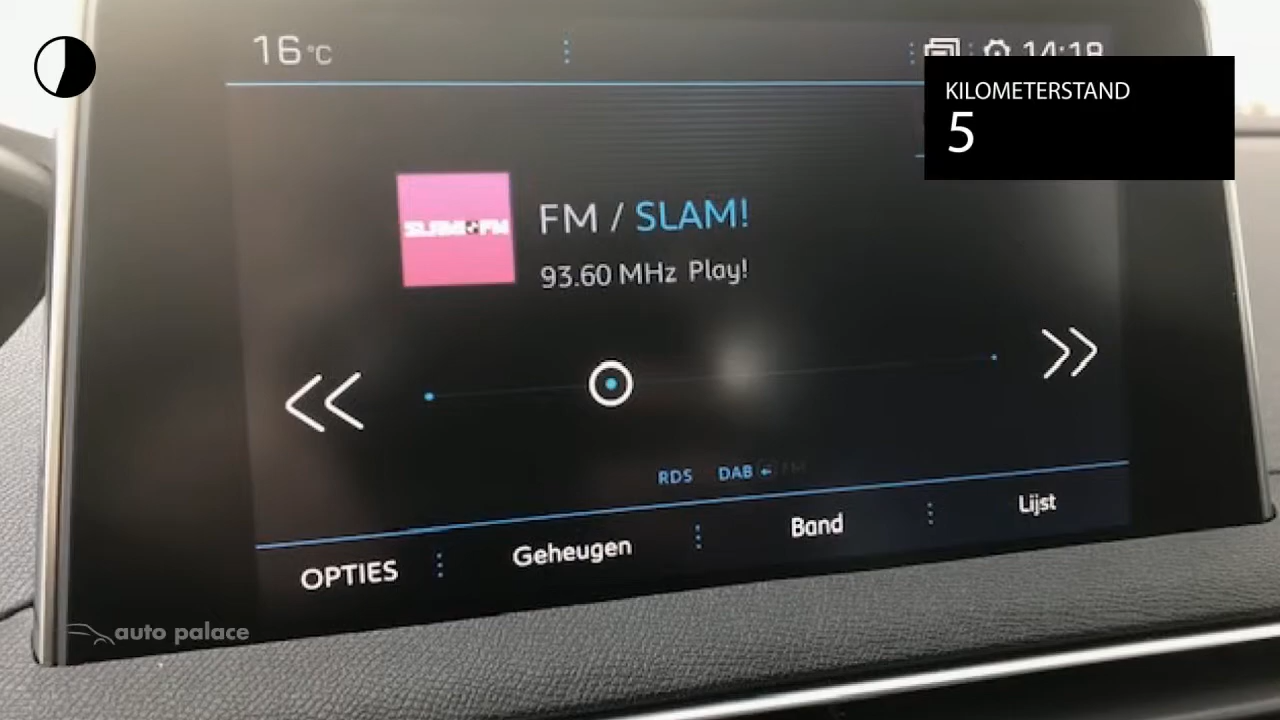 16°C
14:18
KILOMETERSTAND
5
SLAM! FM
FM / SLAM!
93.60 MHz Play!
RDS DAB
OPTIES Geheugen Band Lijst
auto palace